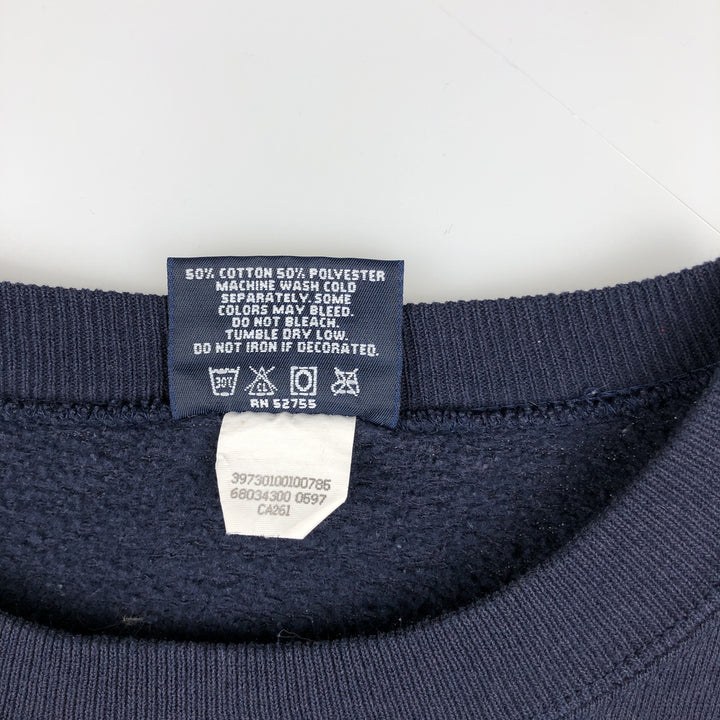 50% COTTON 50% POLYESTER
MACHINE WASH COLD
SEPARATELY. SOME
COLORS MAY BLEED.
DO NOT BLEACH.
TUMBLE DRY LOW.
DO NOT IRON IF DECORATED.
30°
CL
RN 52755
39730100100785
68034300 0597
CA261